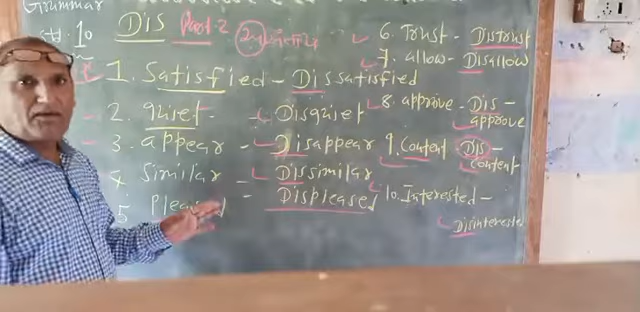 Grammar
DIS Part 2
1. Satisfied - Dissatisfied
2. quiet - Disquiet
3. appear - Disappear
4 Similar - Dissimilar
5 Pleased - Displeased
6. Trust - Distrust
7. allow - Disallow
8. approve - Dis-
approve
9. Content Dis-
content
10. Interested -
Disinterested